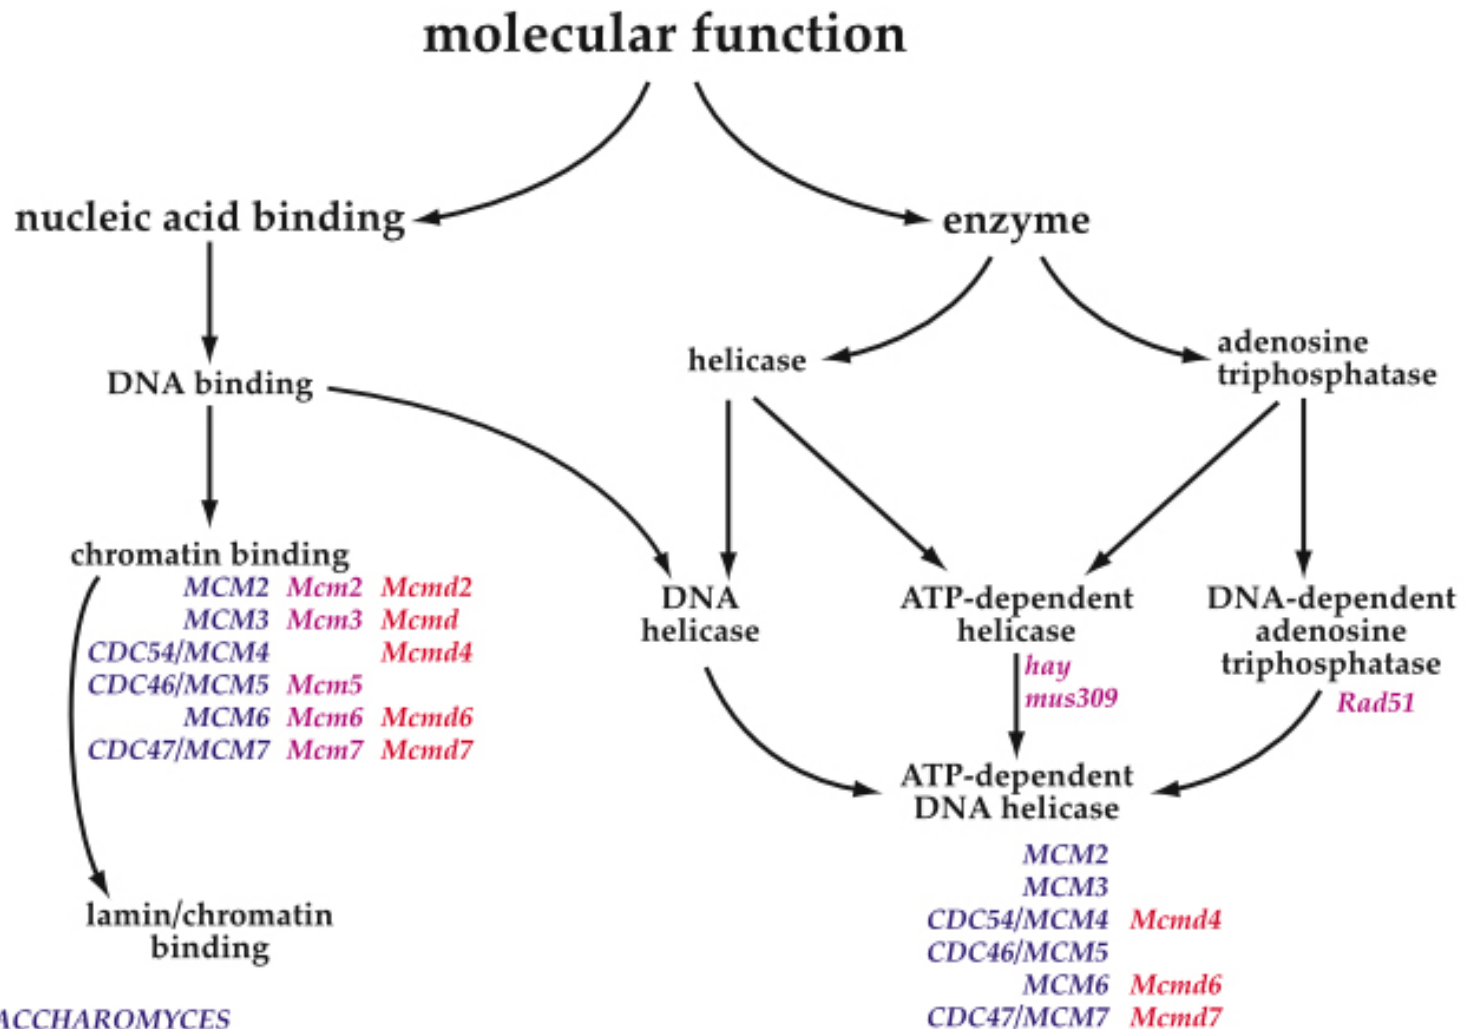 molecular function
nucleic acid binding
enzyme
DNA binding
helicase
adenosine
triphosphatase
chromatin binding
MCM2 Mcm2 Mcmd2
MCM3 Mcm3 Mcmd
CDC54/MCM4 Mcmd4
CDC46/MCM5 Mcm5
MCM6 Mcm6 Mcmd6
CDC47/MCM7 Mcm7 Mcmd7
lamin/chromatin
binding
DNA
helicase
ATP-dependent
helicase
hay
mus309
DNA-dependent
adenosine
triphosphatase
Rad51
ATP-dependent
DNA helicase
MCM2
MCM3
CDC54/MCM4 Mcmd4
CDC46/MCM5
MCM6 Mcmd6
CDC47/MCM7 Mcmd7
ACCHAROMYCES